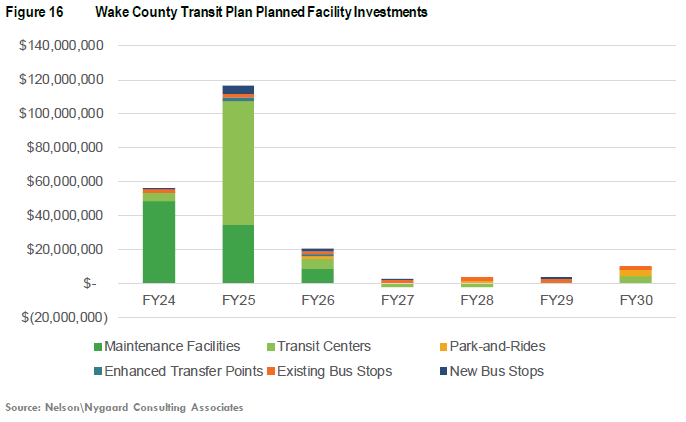 Figure 16 Wake County Transit Plan Planned Facility Investments
$140,000,000
$120,000,000
$100,000,000
$80,000,000
$60,000,000
$40,000,000
$20,000,000
$-
$(20,000,000)
FY24 FY25 FY26 FY27 FY28 FY29 FY30
Maintenance Facilities Transit Centers Park-and-Rides
Enhanced Transfer Points Existing Bus Stops New Bus Stops
Source: Nelson\Nygaard Consulting Associates